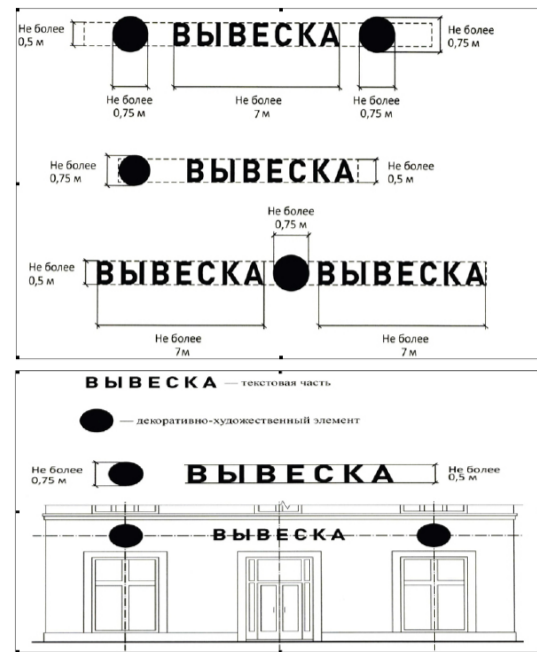 Не более
0,5 м
ВЫВЕСКА
Не более
0,75 м
Не более
0,75 м
Не более
7 м
Не более
0,75 м
Не более
0,75 м
ВЫВЕСКА
Не более
0,5 м
Не более
0,75 м
Не более
0,5 м
ВЫВЕСКА
ВЫВЕСКА
Не более
7м
Не более
7 м
ВЫВЕСКА — текстовая часть
— декоративно-художественный элемент
Не более
0,75 м
ВЫВЕСКА
Не более
0,5 м
ВЫВЕСКА